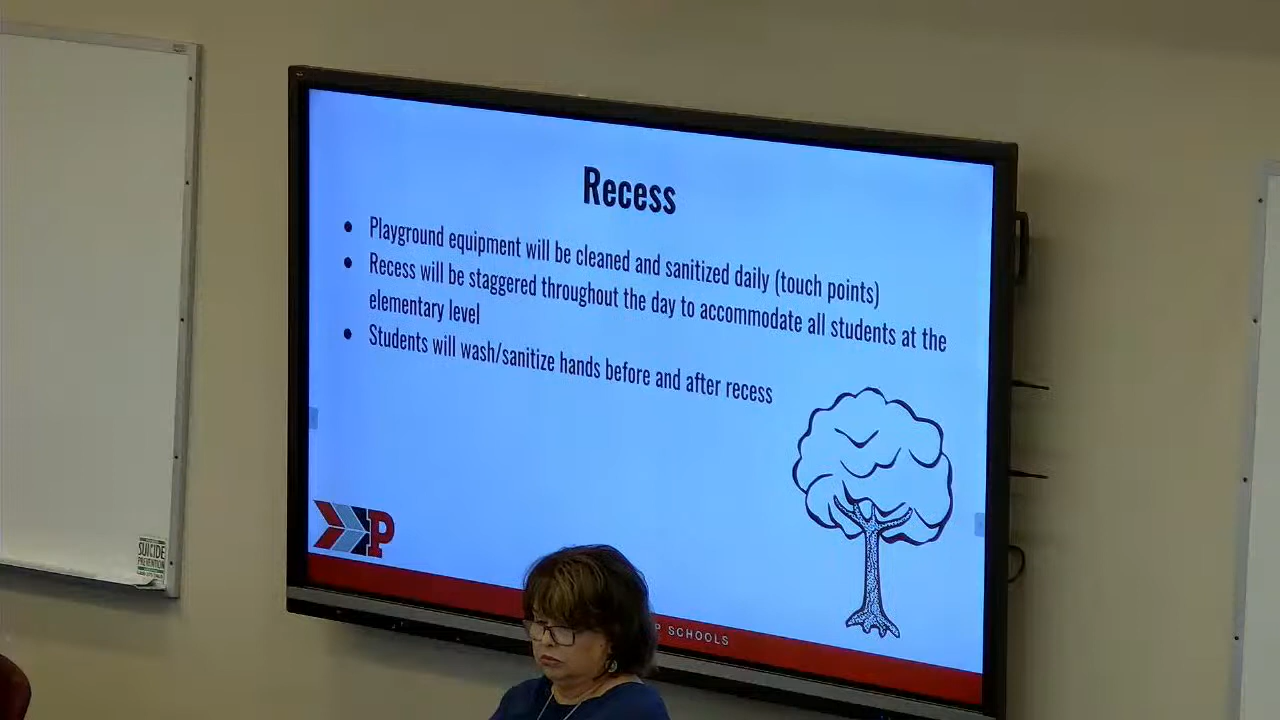 Recess
• Playground equipment will be cleaned and sanitized daily (touch points)
• Recess will be staggered throughout the day to accommodate all students at the
elementary level
• Students will wash/sanitize hands before and after recess
P
P SCHOOLS
SUICIDE
PREVENTION